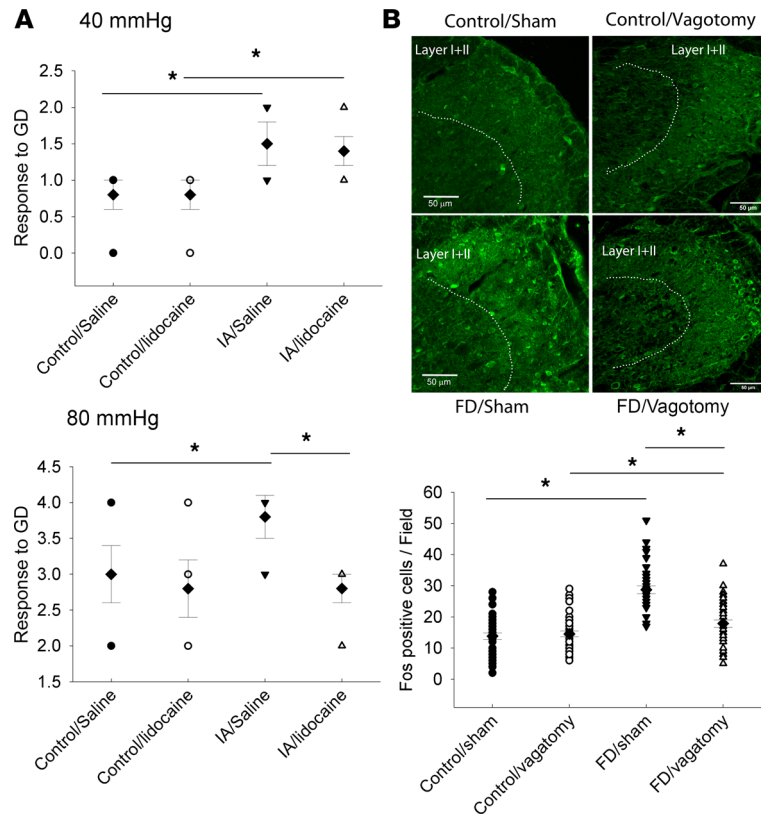 A
40 mmHg
*
*
Response to GD
2.5
2.0
1.5
1.0
0.5
0.0
Control/Saline
Control/lidocaine
IA/Saline
IA/lidocaine
80 mmHg
*
*
Response to GD
4.5
4.0
3.5
3.0
2.5
2.0
1.5
Control/Saline
Control/lidocaine
IA/Saline
IA/lidocaine
B
Control/Sham
Control/Vagotomy
Layer I+II
50 µm
Layer I+II
50 µm
Layer I+II
50 µm
Layer I+II
50 µm
FD/Sham
FD/Vagotomy
*
*
*
Fos positive cells / Field
60
50
40
30
20
10
0
Control/sham
Control/vagatomy
FD/sham
FD/vagatomy